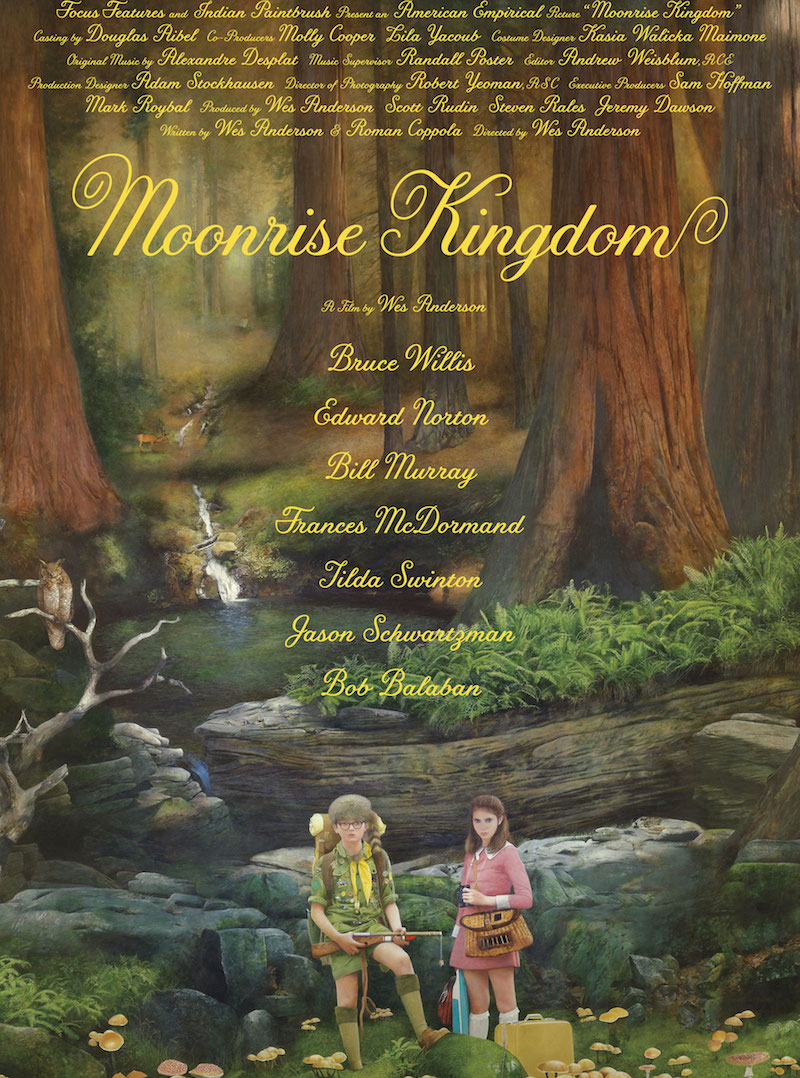 Focus Features and Indian Paintbrush Present an American Empirical Picture "Moonrise Kingdom"
Casting by Douglas Aibel Co-Producers Molly Cooper Lila Yacoub Costume Designer Kasia Walicka Maimone
Original Music by Alexandre Desplat Music Supervisor Randall Poster Editor Andrew Weisblum, ACE
Production Designer Adam Stockhausen Director of Photography Robert Yeoman, ASC Executive Producers Sam Hoffman
Mark Roybal Produced by Wes Anderson Scott Rudin Steven Rales Jeremy Dawson
Written by Wes Anderson & Roman Coppola Directed by Wes Anderson
Moonrise Kingdom
A Film by Wes Anderson
Bruce Willis
Edward Norton
Bill Murray
Frances McDormand
Tilda Swinton
Jason Schwartzman
Bob Balaban